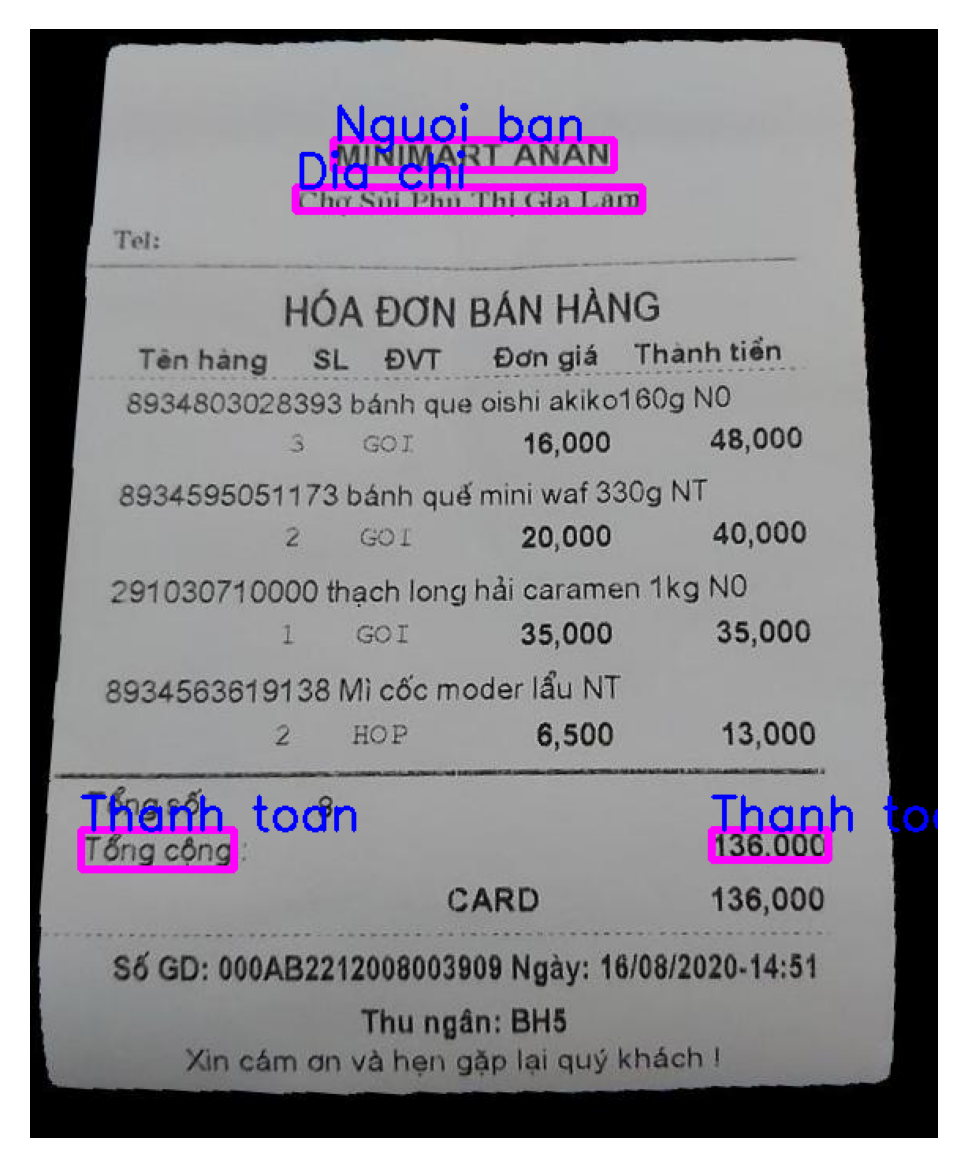 Nguoi ban
MINIMART ANAN
Dia chi
Chợ Sủi Phú Thị Gia Lam
Tel:
HÓA ĐƠN BÁN HÀNG
Tên hàng SL ĐVT Đơn giá Thành tiền
8934803028393 bánh que oishi akiko160g N0
3 GOI 16,000 48,000
8934595051173 bánh quế mini waf 330g NT
2 GOI 20,000 40,000
291030710000 thạch long hải caramen 1kg N0
1 GOI 35,000 35,000
8934563619138 Mì cốc moder lẩu NT
2 HOP 6,500 13,000
Tổng số 8
Thanh toan Thanh to
Tổng cộng : 136.000
CARD 136,000
Số GD: 000AB2212008003909 Ngày: 16/08/2020-14:51
Thu ngân: BH5
Xin cám ơn và hẹn gặp lại quý khách !